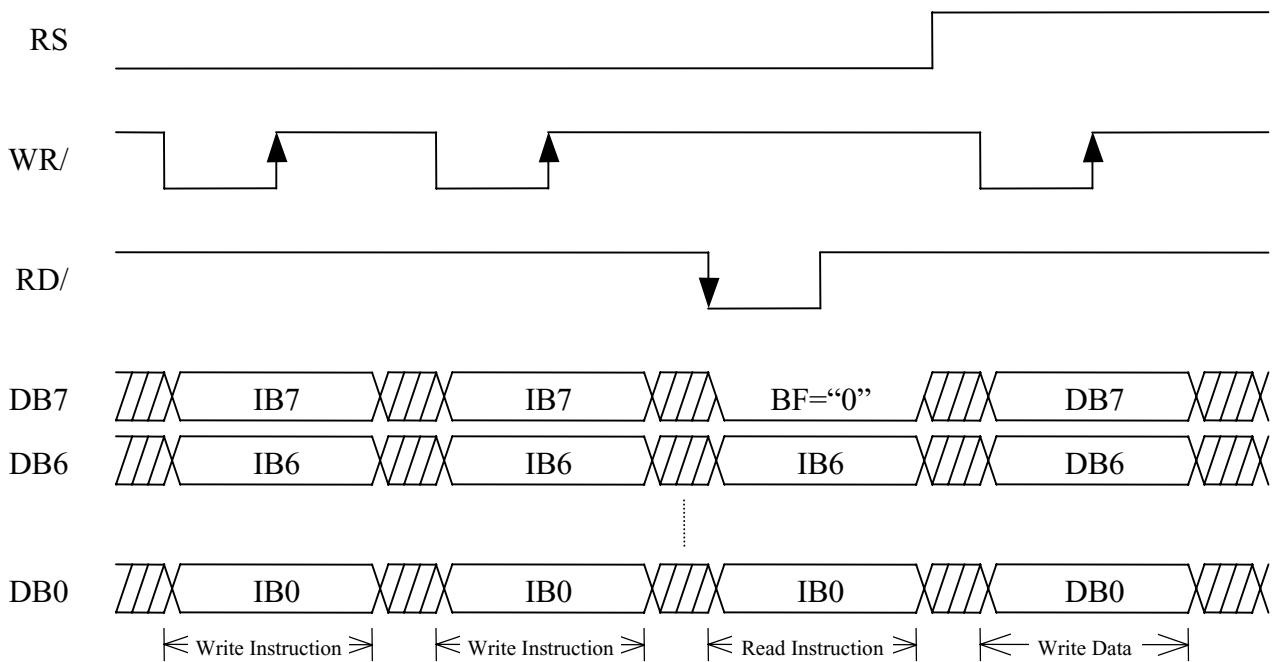 RS
WR/
RD/
DB7 IB7 IB7 BF=“0” DB7
DB6 IB6 IB6 IB6 DB6
DB0 IB0 IB0 IB0 DB0
Write Instruction Write Instruction Read Instruction Write Data